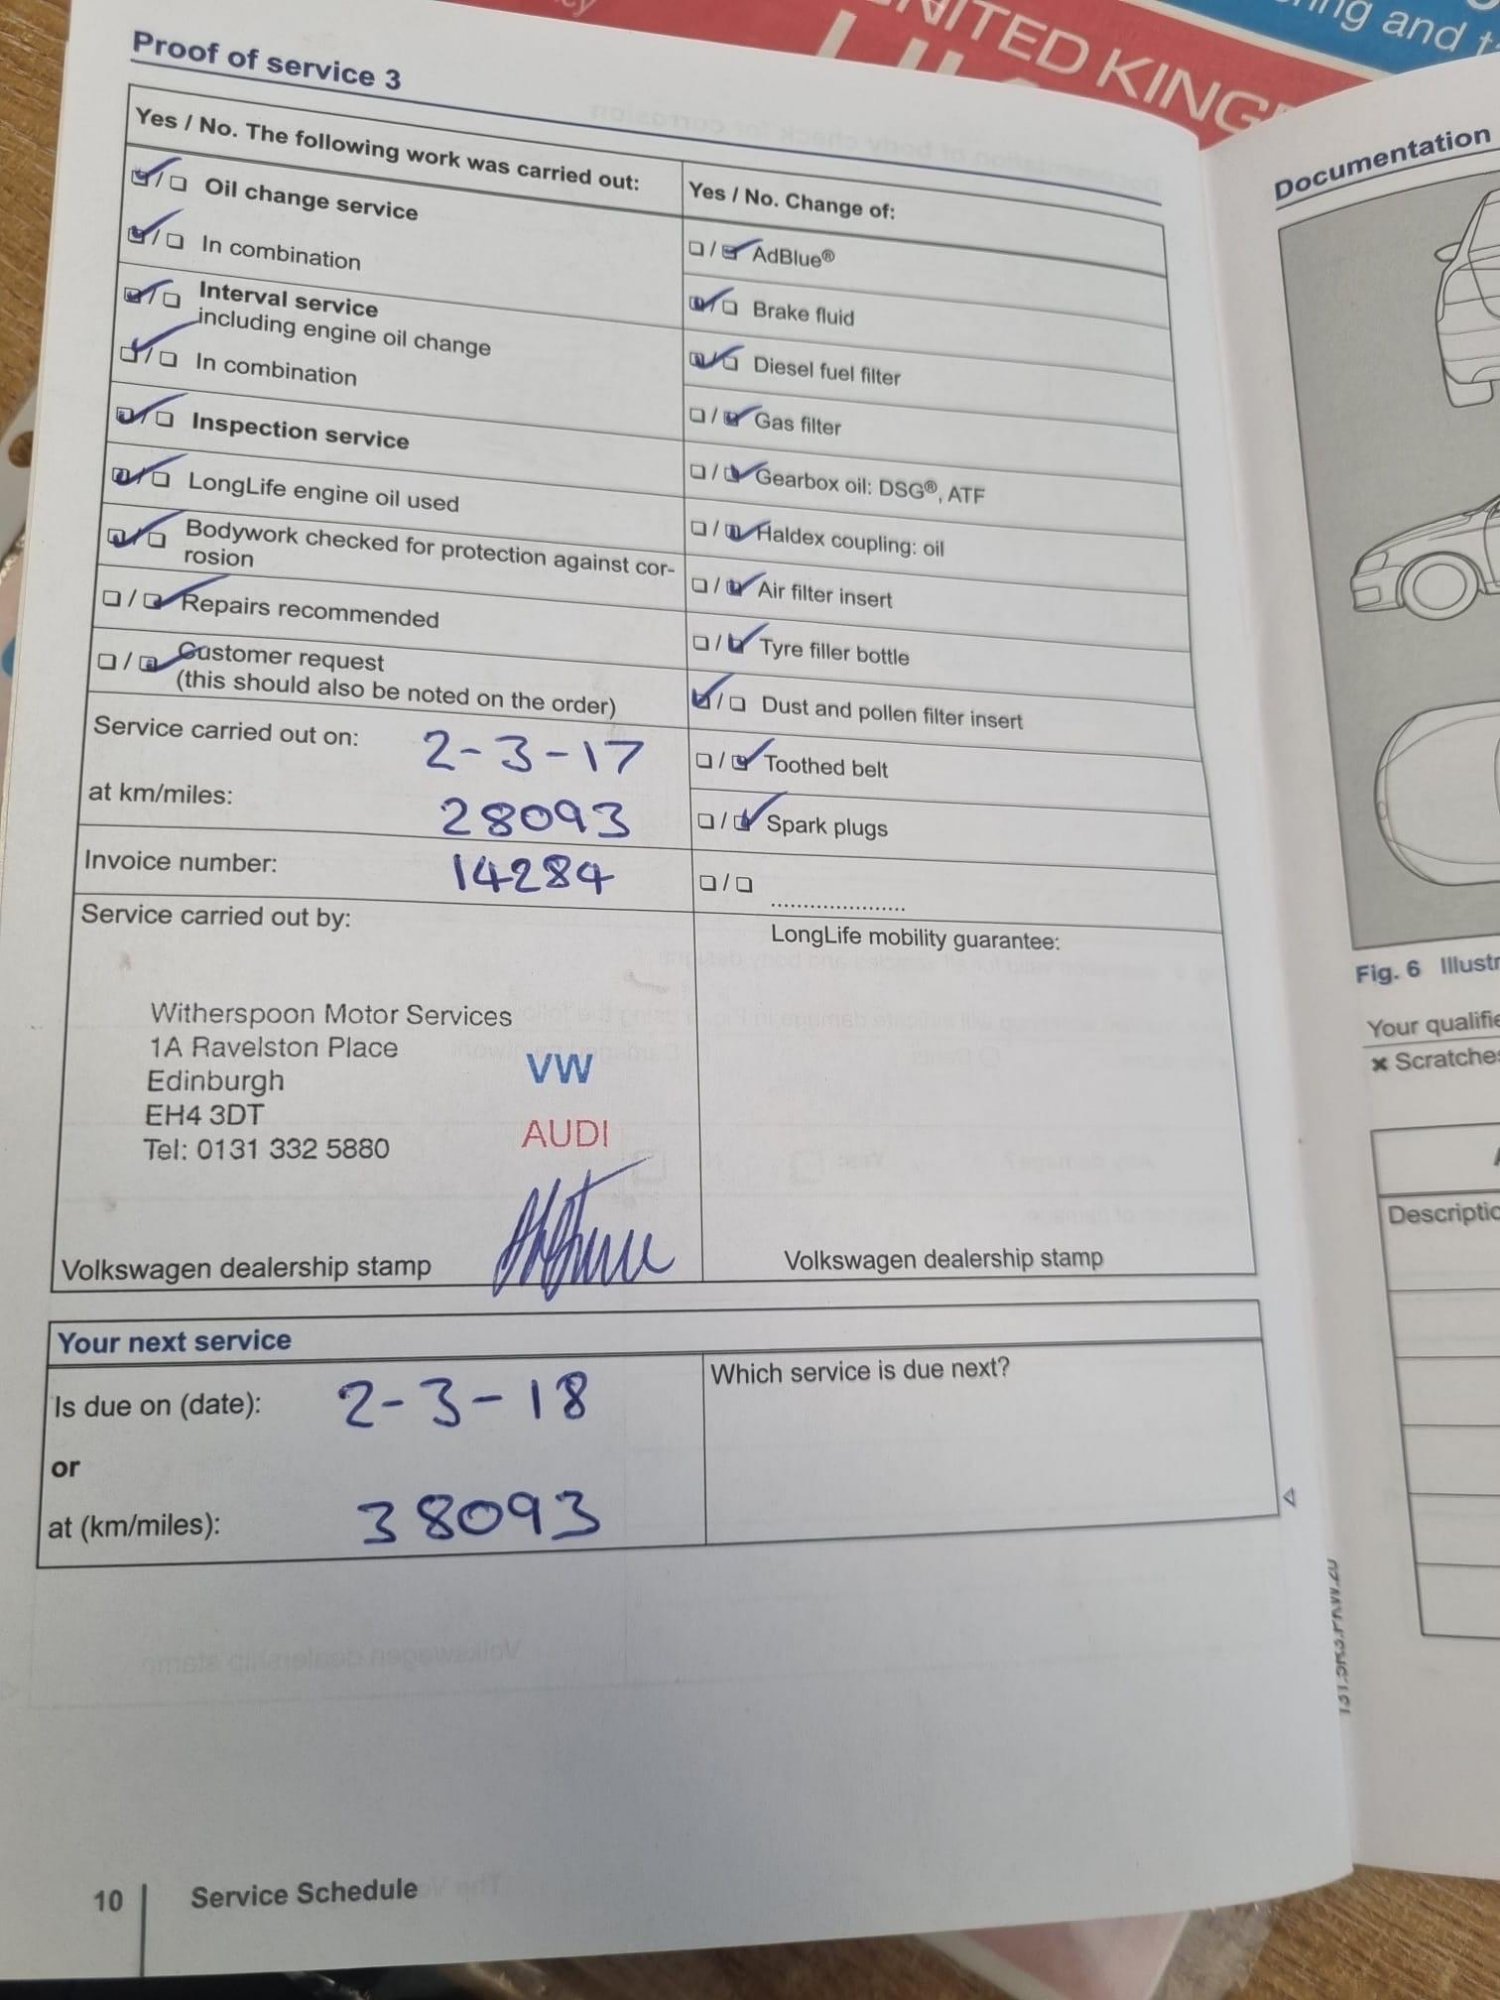 NITED KING
ing and t
Proof of service 3
Yes / No. The following work was carried out:
☑/☐ Oil change service
☑/☐ In combination
☑/☐ Interval service
including engine oil change
☑/☐ In combination
☑/☐ Inspection service
☑/☐ LongLife engine oil used
☑/☐ Bodywork checked for protection against cor-
rosion
☐/☑ Repairs recommended
☐/☑ Customer request
(this should also be noted on the order)
Service carried out on: 2-3-17
at km/miles: 28093
Invoice number: 14284
Service carried out by:
Witherspoon Motor Services
1A Ravelston Place
Edinburgh
EH4 3DT
Tel: 0131 332 5880
VW
AUDI
Volkswagen dealership stamp
Yes / No. Change of:
☐/☑ AdBlue®
☑/☐ Brake fluid
☑/☐ Diesel fuel filter
☐/☑ Gas filter
☐/☑ Gearbox oil: DSG®, ATF
☐/☑ Haldex coupling: oil
☐/☑ Air filter insert
☐/☑ Tyre filler bottle
☑/☐ Dust and pollen filter insert
☐/☑ Toothed belt
☐/☑ Spark plugs
☐/☐ .....................
LongLife mobility guarantee:
Volkswagen dealership stamp
Your next service
Is due on (date): 2-3-18
or
at (km/miles): 38093
Which service is due next?
10 Service Schedule
Documentation
Fig. 6 Illustr
Your qualifie
× Scratches
Descriptio